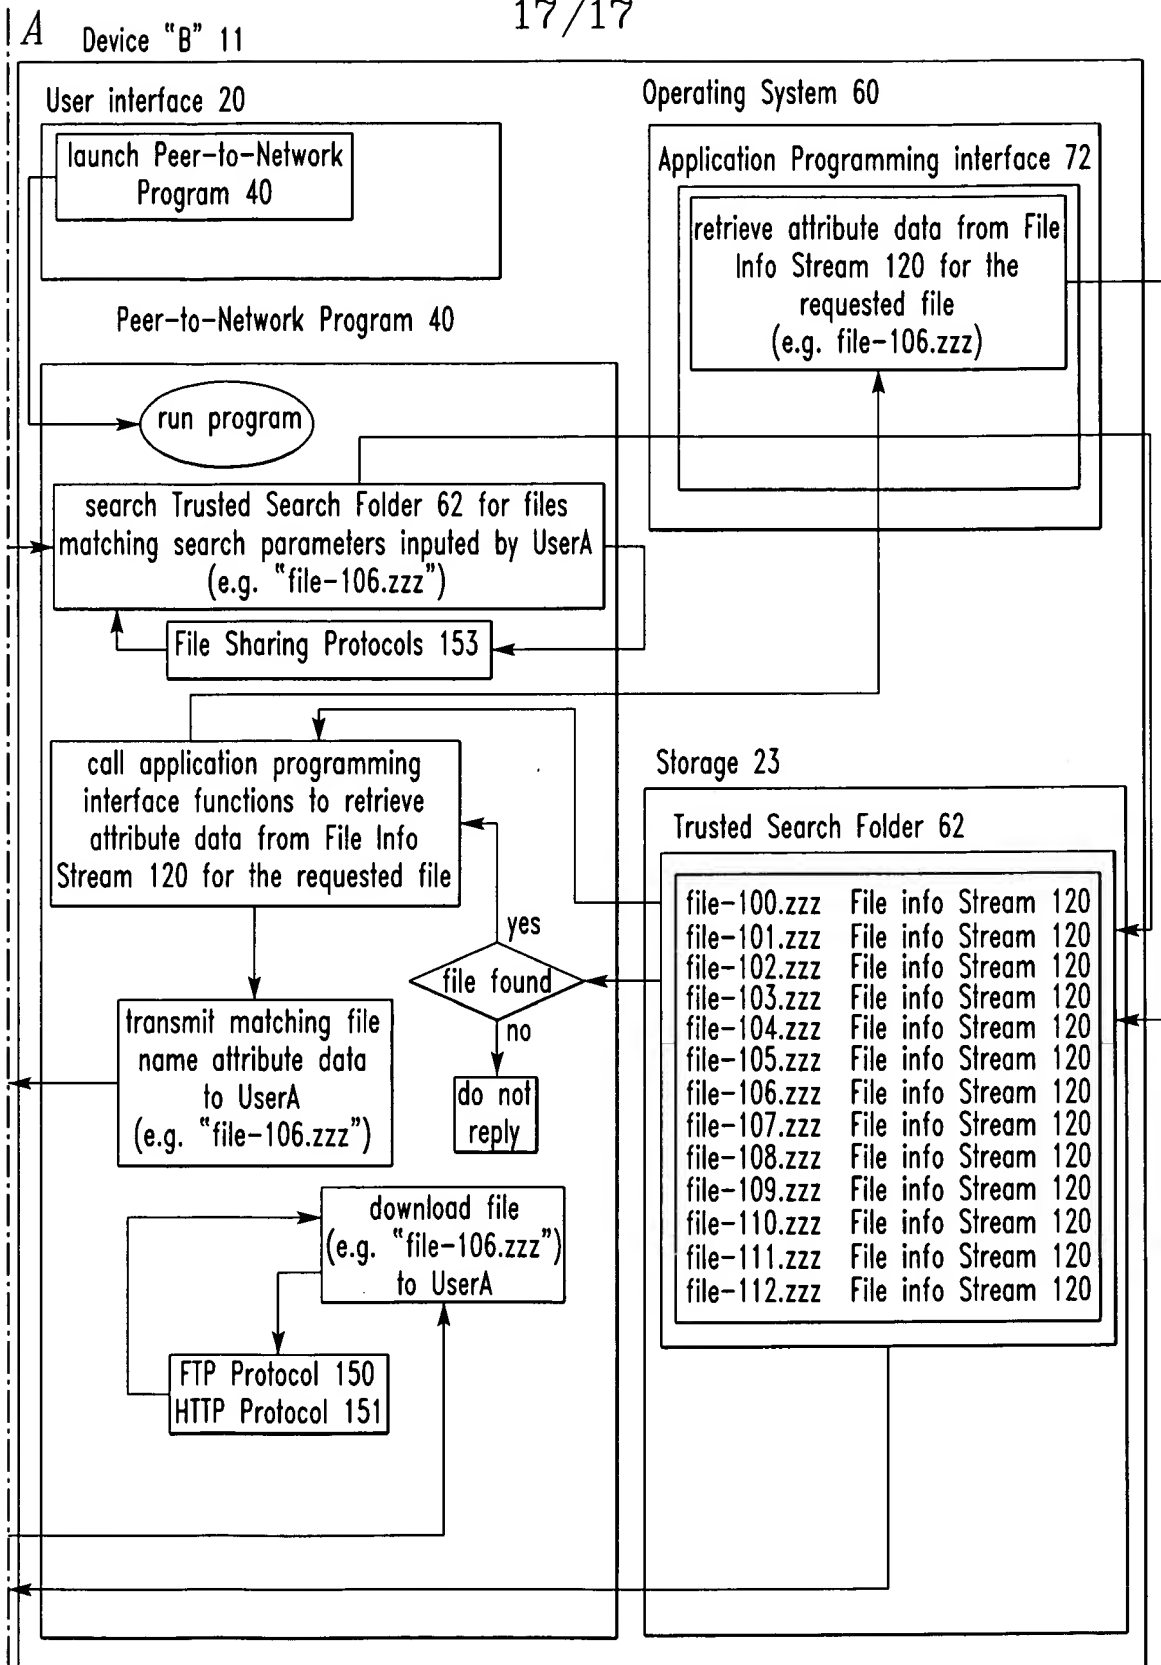 17/17
A
Device "B" 11
User interface 20
launch Peer-to-Network
Program 40
Operating System 60
Application Programming interface 72
retrieve attribute data from File
Info Stream 120 for the
requested file
(e.g. file-106.zzz)
Peer-to-Network Program 40
run program
search Trusted Search Folder 62 for files
matching search parameters inputed by UserA
(e.g. "file-106.zzz")
File Sharing Protocols 153
call application programming
interface functions to retrieve
attribute data from File Info
Stream 120 for the requested file
yes
file found
no
do not
reply
transmit matching file
name attribute data
to UserA
(e.g. "file-106.zzz")
download file
(e.g. "file-106.zzz")
to UserA
FTP Protocol 150
HTTP Protocol 151
Storage 23
Trusted Search Folder 62
file-100.zzz File info Stream 120
file-101.zzz File info Stream 120
file-102.zzz File info Stream 120
file-103.zzz File info Stream 120
file-104.zzz File info Stream 120
file-105.zzz File info Stream 120
file-106.zzz File info Stream 120
file-107.zzz File info Stream 120
file-108.zzz File info Stream 120
file-109.zzz File info Stream 120
file-110.zzz File info Stream 120
file-111.zzz File info Stream 120
file-112.zzz File info Stream 120